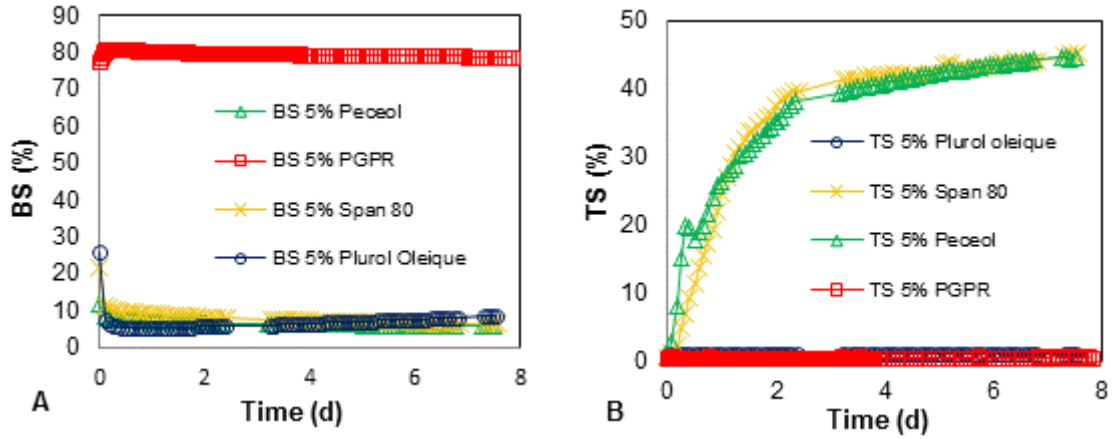 90
80
70
60
50
40
30
20
10
0
BS (%)
BS 5% Peceol
BS 5% PGPR
BS 5% Span 80
BS 5% Plurol Oleique
0 2 4 6 8
Time (d)
A
50
40
30
20
10
0
TS (%)
TS 5% Plurol oleique
TS 5% Span 80
TS 5% Peceol
TS 5% PGPR
0 2 4 6 8
Time (d)
B